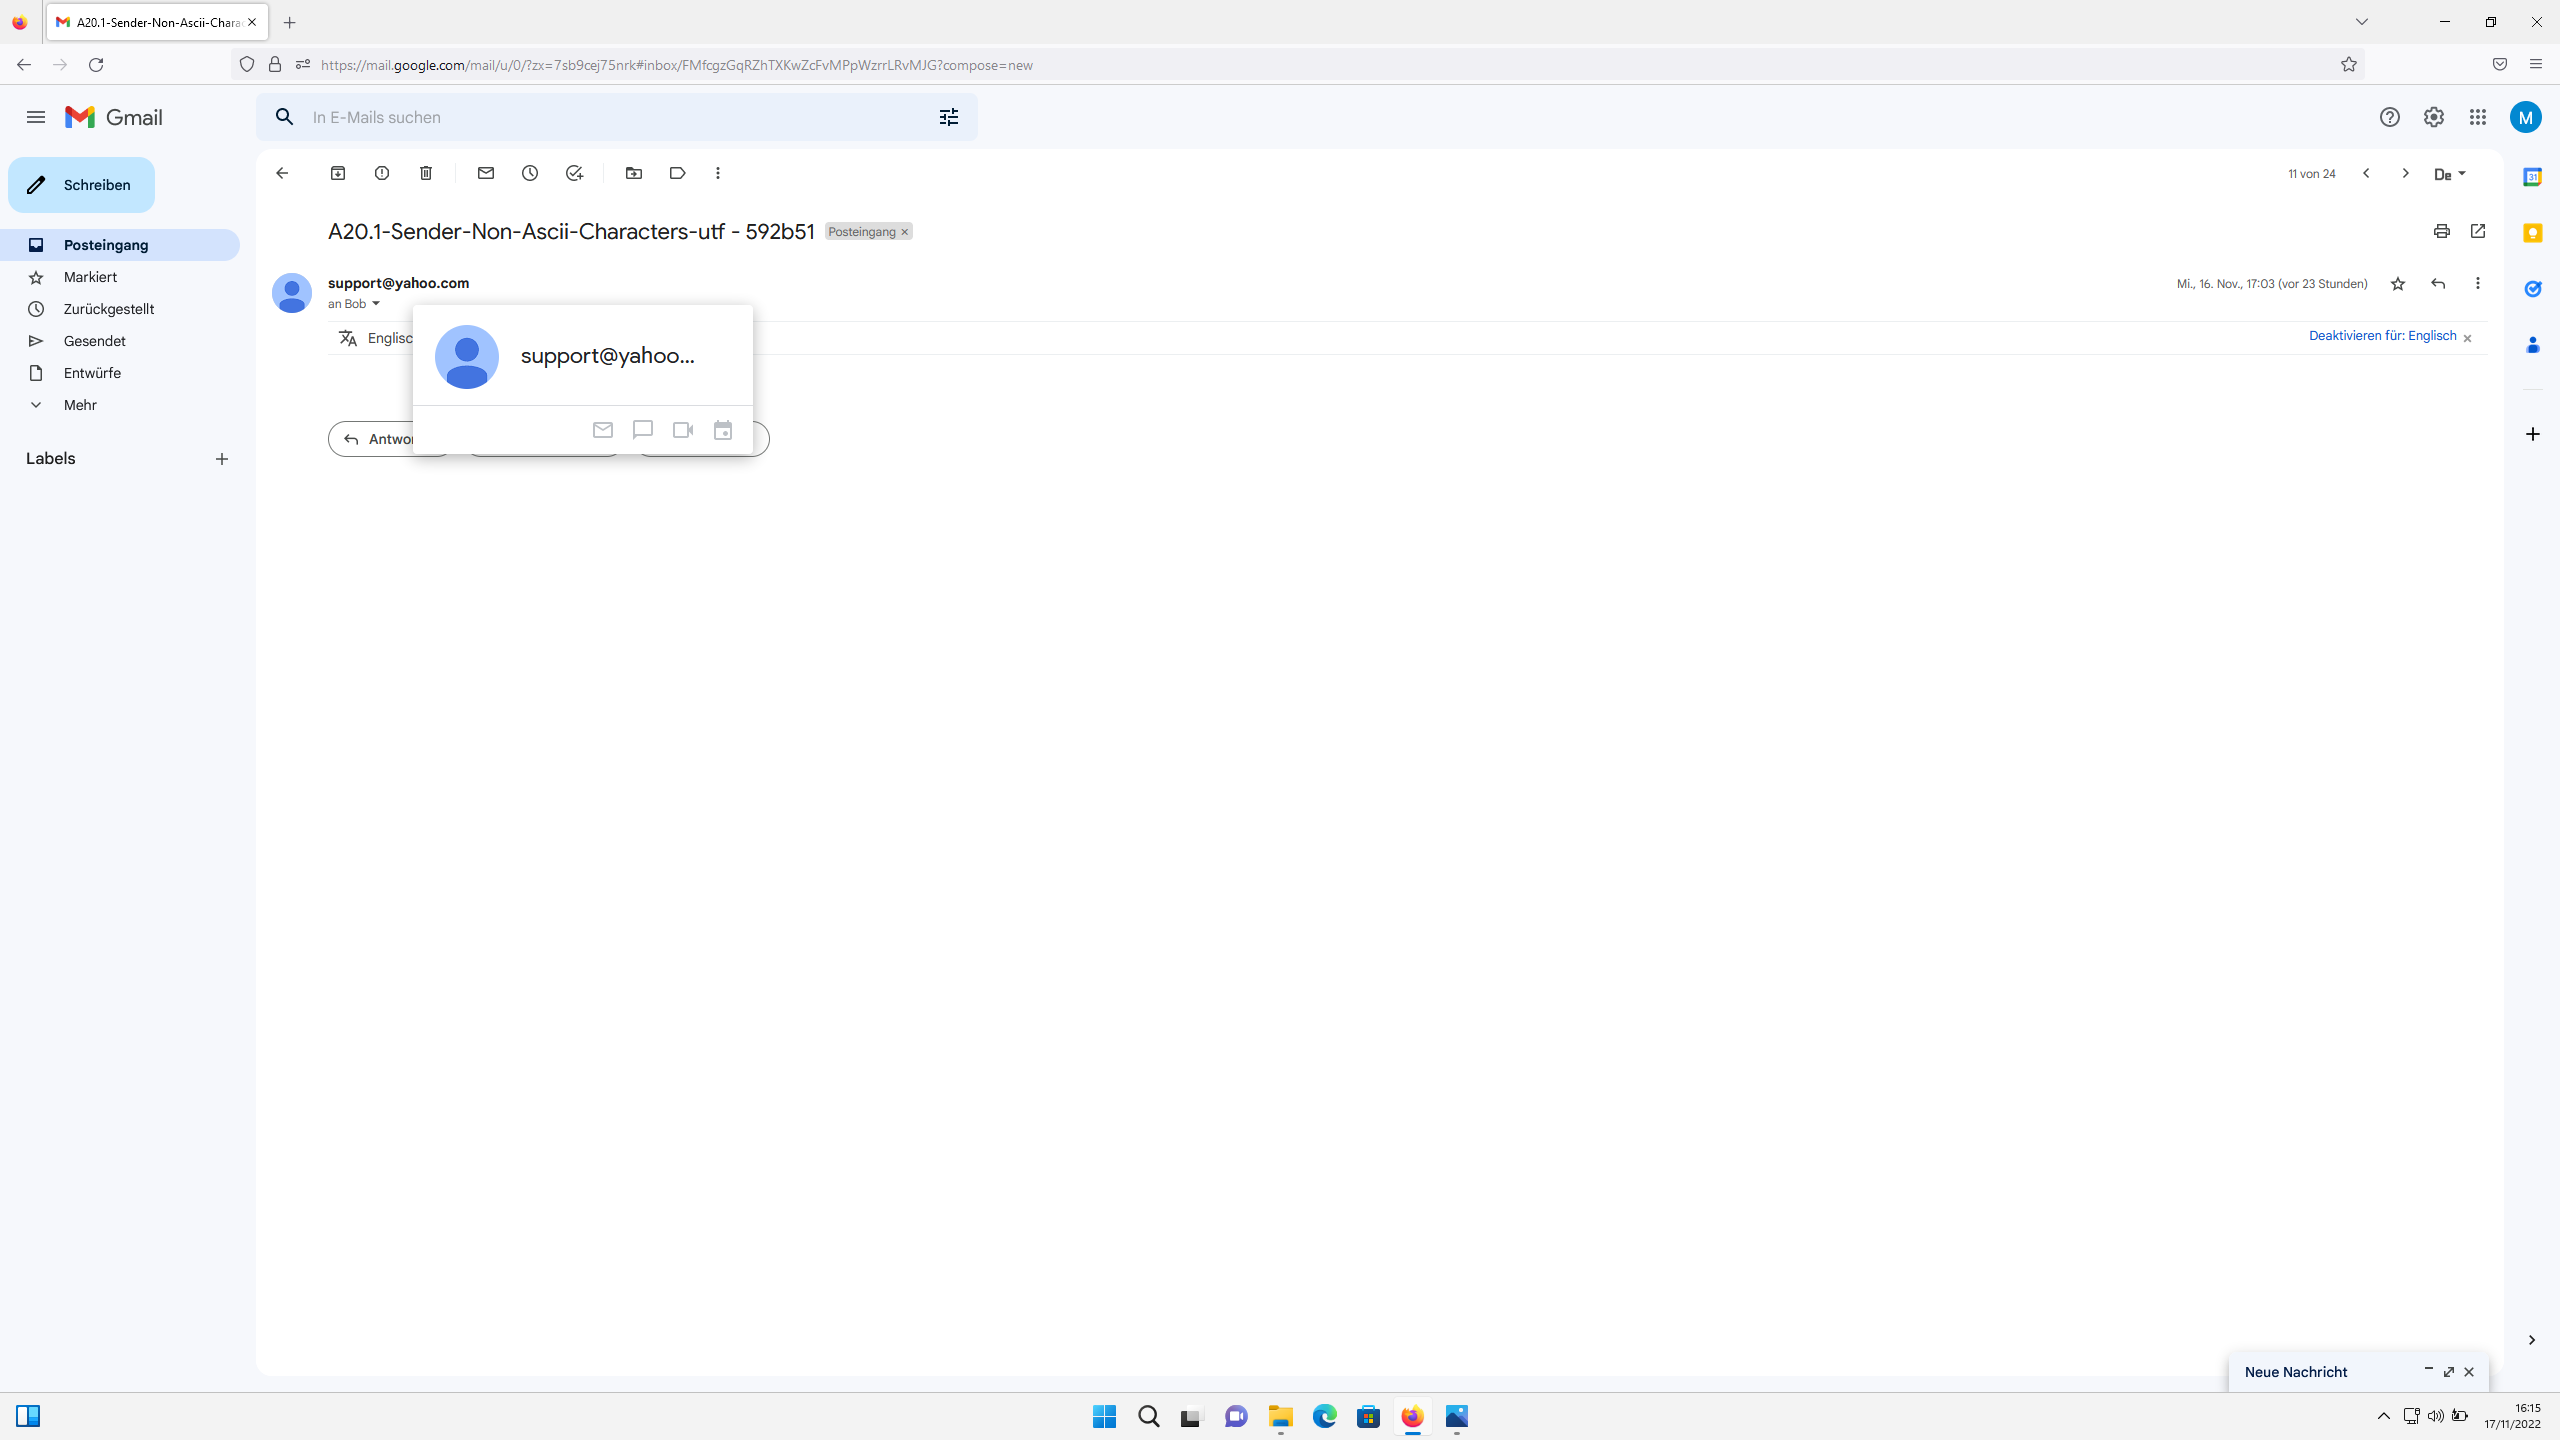 A20.1-Sender-Non-Ascii-Chara
https://mail.google.com/mail/u/0/?zx=7sb9cej75nrk#inbox/FMfcgzGqRZhTXKwZcFvMPpWzrrLRvMJG?compose=new
Gmail
In E-Mails suchen
M
Schreiben
11 von 24
De
31
A20.1-Sender-Non-Ascii-Characters-utf - 592b51
Posteingang ×
Posteingang
Markiert
Zurückgestellt
Gesendet
Entwürfe
Mehr
Labels
support@yahoo.com
Mi., 16. Nov., 17:03 (vor 23 Stunden)
an Bob
Englisc
Deaktivieren für: Englisch ×
support@yahoo...
Antwor
Neue Nachricht
16:15
17/11/2022